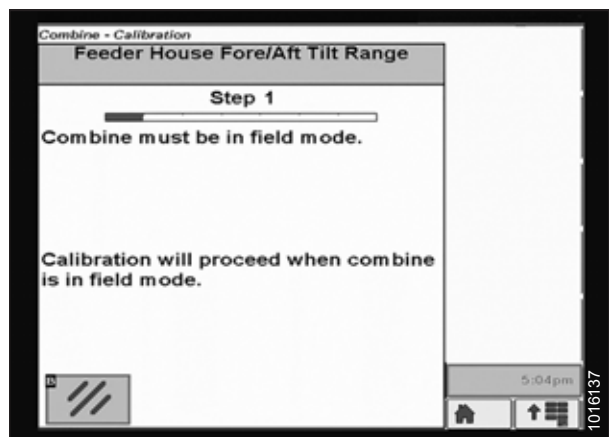 Combine - Calibration
Feeder House Fore/Aft Tilt Range
Step 1
Combine must be in field mode.
Calibration will proceed when combine
is in field mode.
5:04pm
1016137